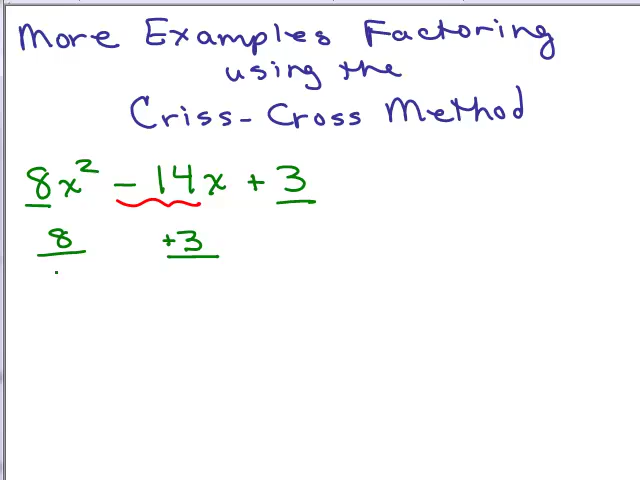 More Examples Factoring
using the
Criss-Cross Method
8x² - 14x + 3
8 +3